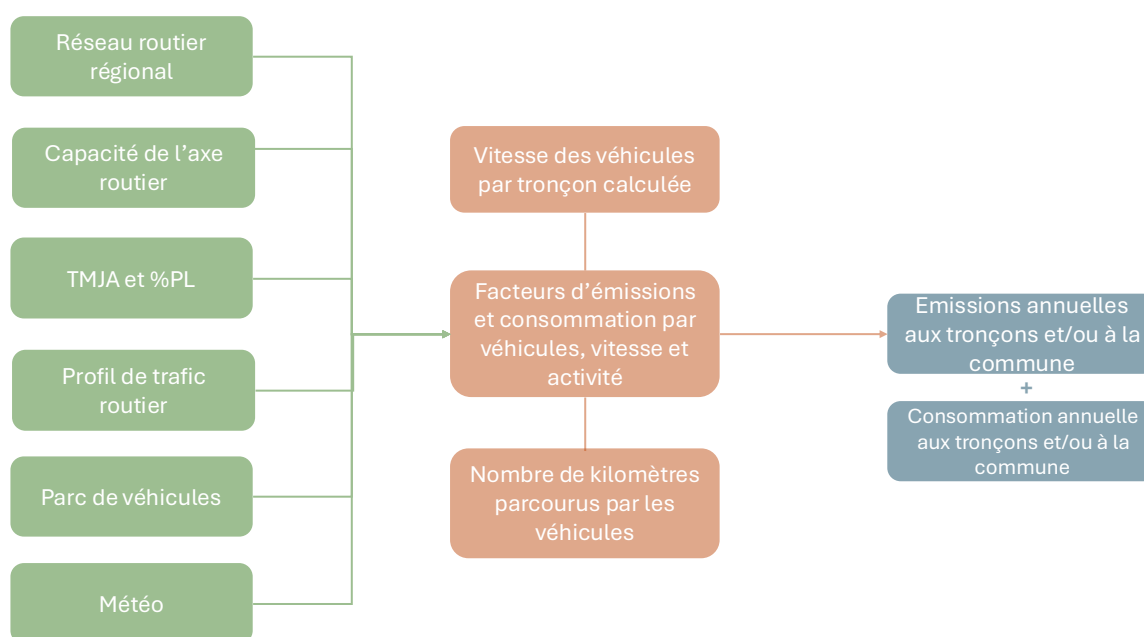 Réseau routier
régional
Capacité de l’axe
routier
TMJA et %PL
Profil de trafic
routier
Parc de véhicules
Météo
Vitesse des véhicules
par tronçon calculée
Facteurs d’émissions
et consommation par
véhicules, vitesse et
activité
Nombre de kilomètres
parcourus par les
véhicules
Emissions annuelles
aux tronçons et/ou à la
commune
+
Consommation annuelle
aux tronçons et/ou à la
commune